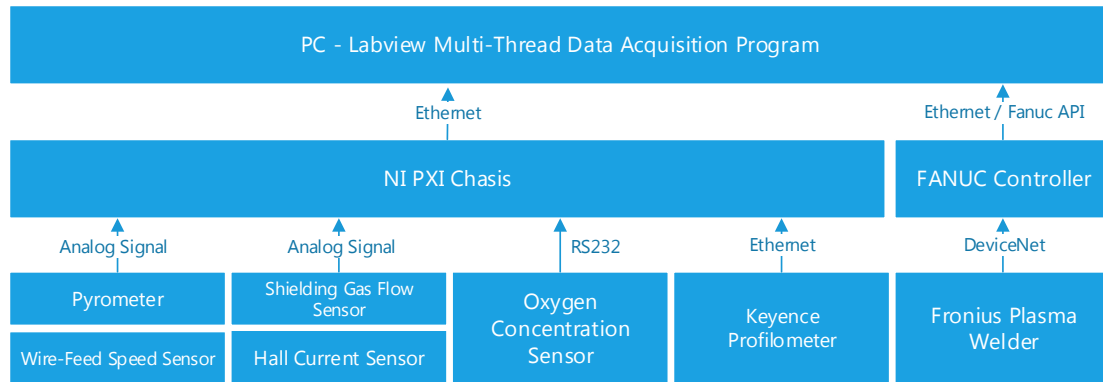 PC - Labview Multi-Thread Data Acquisition Program
Ethernet
Ethernet / Fanuc API
NI PXI Chasis
FANUC Controller
Analog Signal
Analog Signal
RS232
Ethernet
DeviceNet
Pyrometer
Shielding Gas Flow
Sensor
Oxygen
Concentration
Sensor
Keyence
Profilometer
Fronius Plasma
Welder
Wire-Feed Speed Sensor
Hall Current Sensor